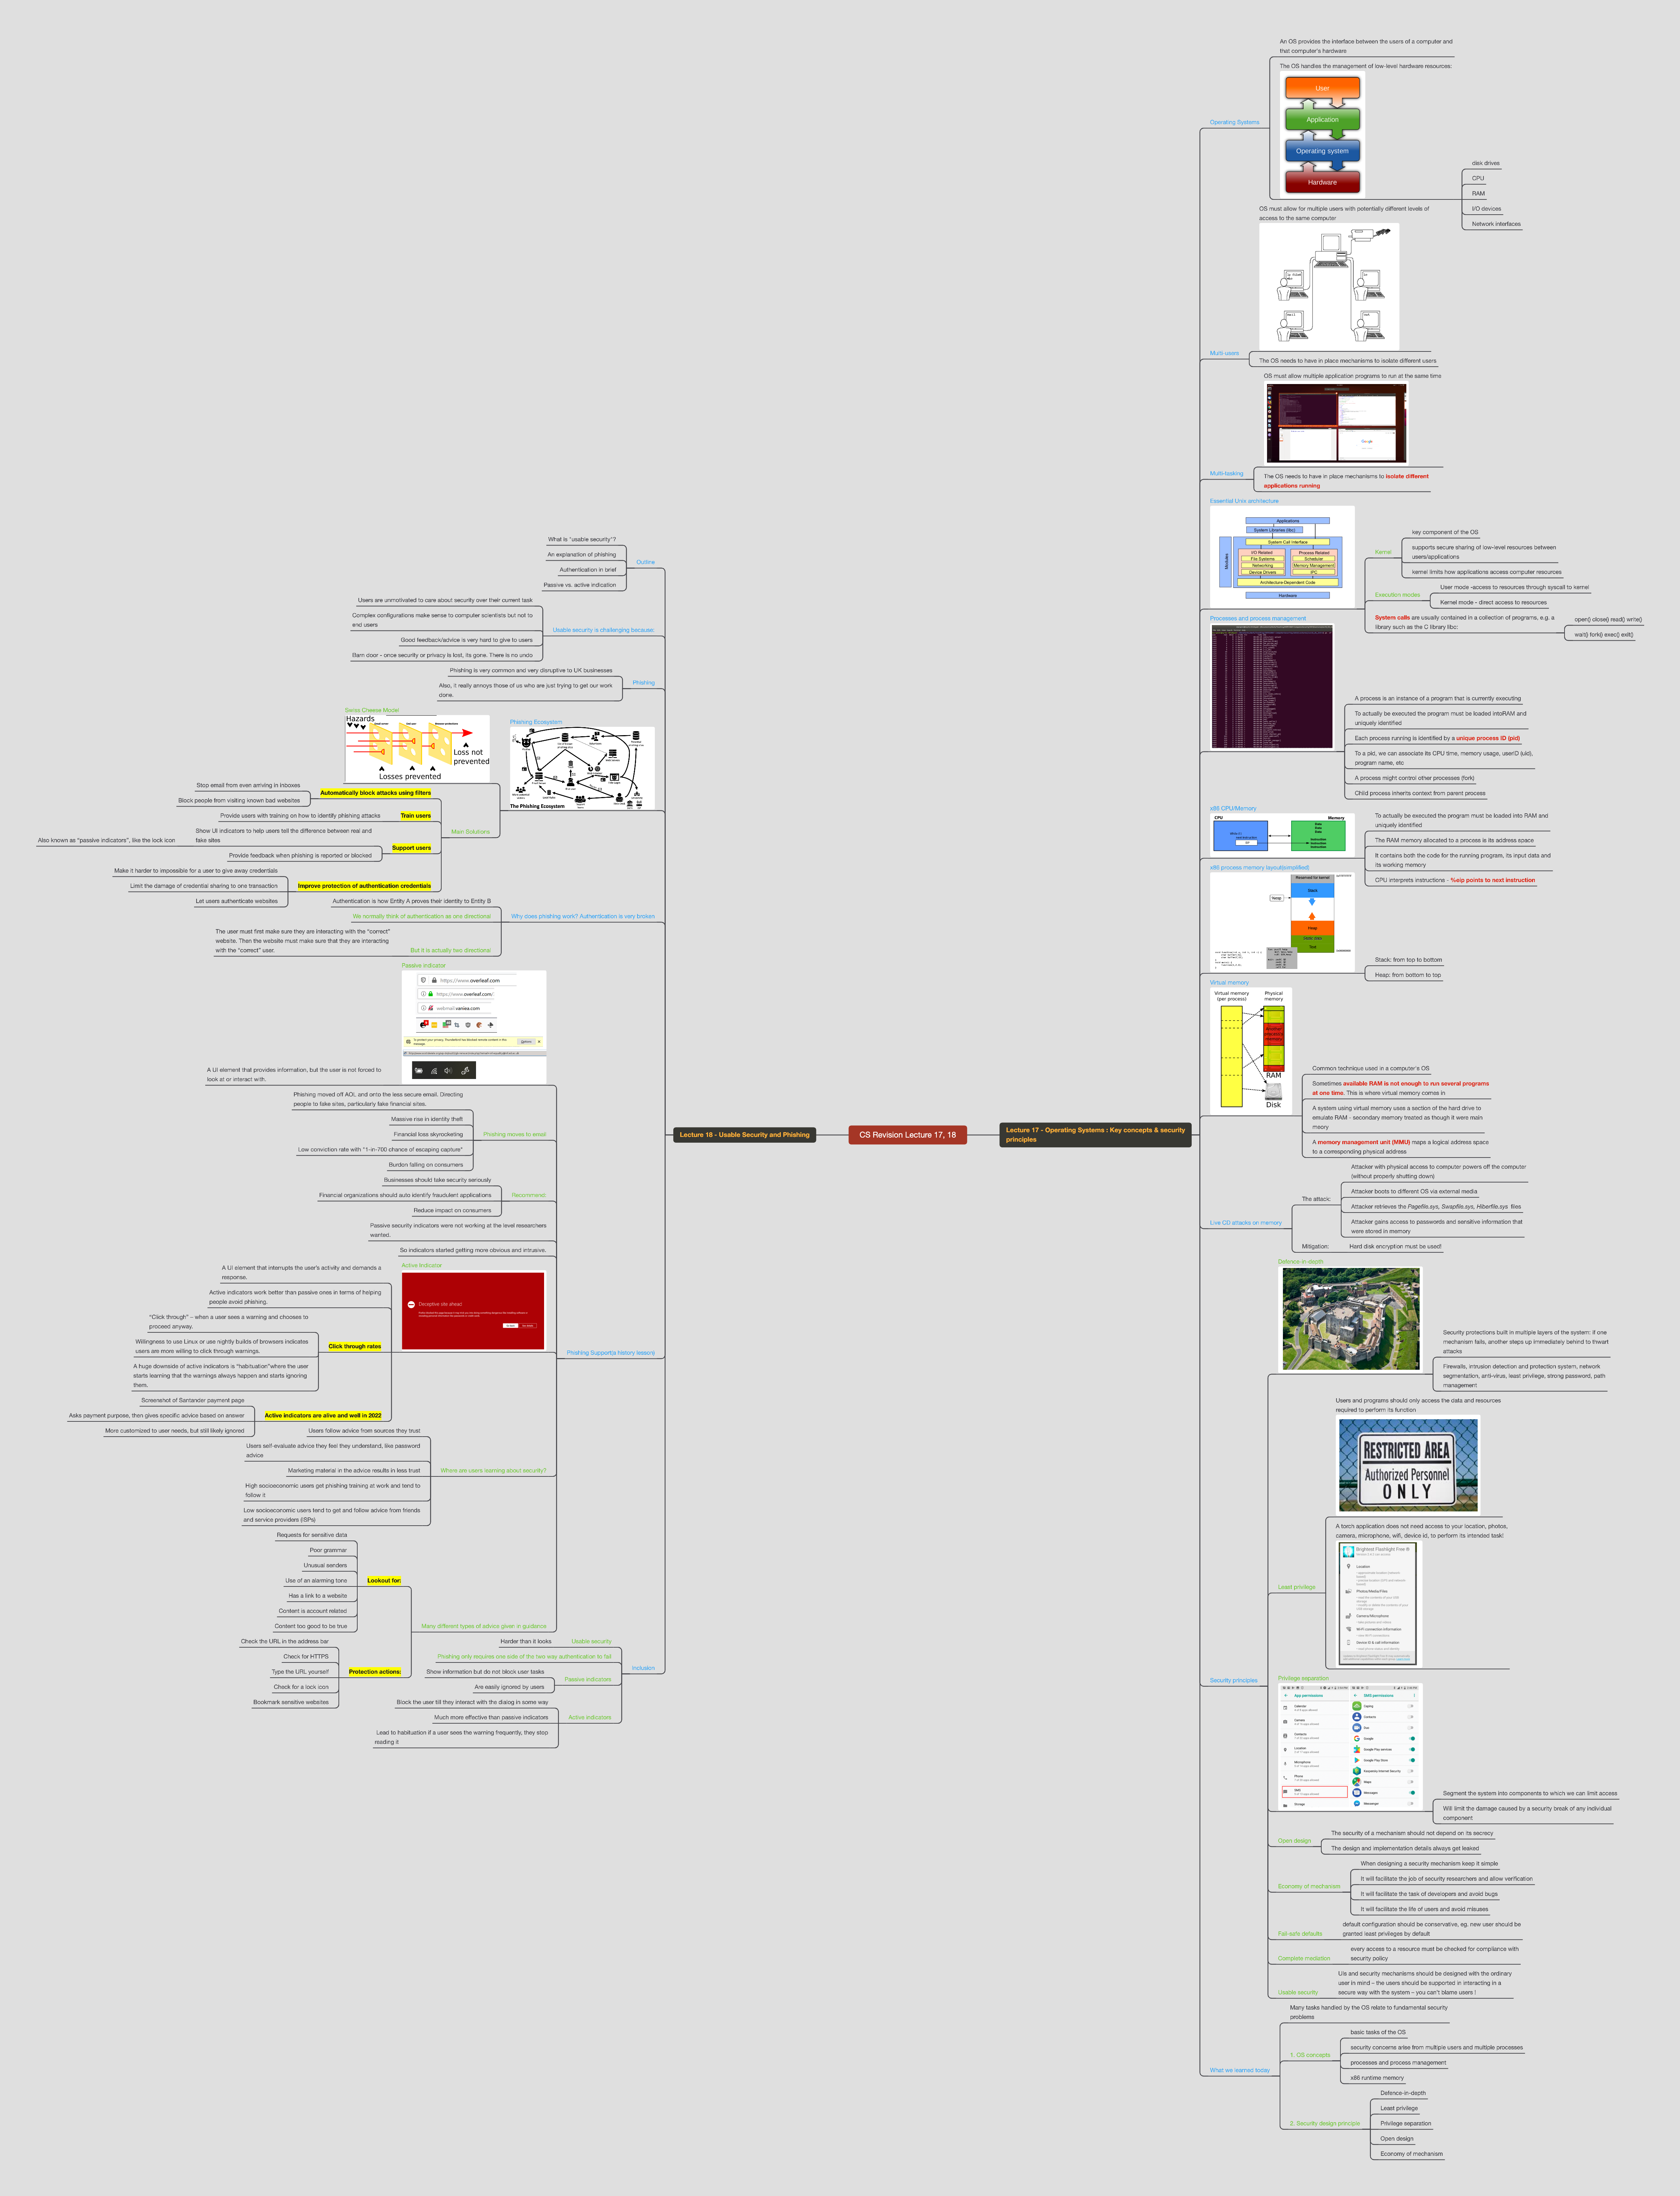 CS Revision Lecture 17, 18
Lecture 17 - Operating Systems : Key concepts & security
principles
Operating Systems
An OS provides the interface between the users of a computer and
that computer's hardware
The OS handles the management of low-level hardware resources:
User
Application
Operating system
Hardware
disk drives
CPU
RAM
I/O devices
Network interfaces
Multi users
OS must allow for multiple users with potentially different levels of
access to the same computer
The OS needs to have in place mechanisms to isolate different users
Multi-tasking
OS must allow multiple application programs to run at the same time
The OS needs to have in place mechanisms to isolate different
applications running
Essential Unix architecture
Applications
System Libraries (libc)
System Call Interface
Modules
I/O Related
Process Related
File Systems
Scheduler
Networking
Memory Management
Device Drivers
IPC
Architecture-Dependent Code
Hardware
Kernel
key component of the OS
supports secure sharing of low-level resources between
users/applications
kernel limits how applications access computer resources
Execution modes
User mode -access to resources through syscall to kernel
Kernel mode - direct access to resources
System calls are usually contained in a collection of programs, e.g. a
library such as the C library libc:
open() close() read() write()
wait() fork() exec() exit()
Processes and process management
A process is an instance of a program that is currently executing
To actually be executed the program must be loaded intoRAM and
uniquely identified
Each process running is identified by a unique process ID (pid)
To a pid, we can associate its CPU time, memory usage, userID (uid),
program name, etc
A process might control other processes (fork)
Child process inherits context from parent process
x86 CPU/Memory
CPU
Memory
Data
Data
Data
Instruction
Instruction
Instruction
To actually be executed the program must be loaded into RAM and
uniquely identified
The RAM memory allocated to a process is its address space
It contains both the code for the running program, its input data and
its working memory
CPU interprets instructions - %eip points to next instruction
x86 process memory layout(simplified)
Reserved for kernel
Stack
%esp
Heap
Static data
Text
Stack: from top to bottom
Heap: from bottom to top
Virtual memory
Virtual memory
(per process)
Physical
memory
RAM
Disk
Common technique used in a computer's OS
Sometimes available RAM is not enough to run several programs
at one time. This is where virtual memory comes in
A system using virtual memory uses a section of the hard drive to
emulate RAM - secondary memory treated as though it were main
meory
A memory management unit (MMU) maps a logical address space
to a corresponding physical address
Live CD attacks on memory
The attack:
Attacker with physical access to computer powers off the computer
(without properly shutting down)
Attacker boots to different OS via external media
Attacker retrieves the Pagefile.sys, Swapfile.sys, Hiberfile.sys files
Attacker gains access to passwords and sensitive information that
were stored in memory
Mitigation:
Hard disk encryption must be used!
Security principles
Defence-in-depth
Security protections built in multiple layers of the system: if one
mechanism fails, another steps up immediately behind to thwart
attacks
Firewalls, intrusion detection and protection system, network
segmentation, anti-virus, least privilege, strong password, path
management
Least privilege
Users and programs should only access the data and resources
required to perform its function
RESTRICTED AREA
Authorized Personnel
ONLY
A torch application does not need access to your location, photos,
camera, microphone, wifi, device id, to perform its intended task!
Brightest Flashlight Free ®
Location
Photos/Media/Files
Camera/Microphone
Wi-Fi connection information
Device ID & call information
Privilege separation
App permissions
SMS permissions
Calendar
Camera
Contacts
Location
Microphone
Phone
SMS
Storage
Carrier
Contacts
Duo
Google
Google Play services
Google Play Store
Kaspersky Internet Security
Maps
Messages
Messenger
Segment the system into components to which we can limit access
Will limit the damage caused by a security break of any individual
component
Open design
The security of a mechanism should not depend on its secrecy
The design and implementation details always get leaked
Economy of mechanism
When designing a security mechanism keep it simple
It will facilitate the job of security researchers and allow verification
It will facilitate the task of developers and avoid bugs
It will facilitate the life of users and avoid misuses
Fail-safe defaults
default configuration should be conservative, eg. new user should be
granted least privileges by default
Complete mediation
every access to a resource must be checked for compliance with
security policy
Usable security
UIs and security mechanisms should be designed with the ordinary
user in mind – the users should be supported in interacting in a
secure way with the system – you can't blame users !
What we learned today
Many tasks handled by the OS relate to fundamental security
problems
1. OS concepts
basic tasks of the OS
security concerns arise from multiple users and multiple processes
processes and process management
x86 runtime memory
2. Security design principle
Defence-in-depth
Least privilege
Privilege separation
Open design
Economy of mechanism
Lecture 18 - Usable Security and Phishing
Outline
What is "usable security"?
An explanation of phishing
Authentication in brief
Passive vs. active indication
Usable security is challenging because:
Users are unmotivated to care about security over their current task
Complex configurations make sense to computer scientists but not to
end users
Good feedback/advice is very hard to give to users
Barn door - once security or privacy is lost, its gone. There is no undo
Phishing
Phishing is very common and very disruptive to UK businesses
Also, it really annoys those of us who are just trying to get our work
done.
Phishing Ecosystem
The Phishing Ecosystem
Swiss Cheese Model
Hazards
Loss not
prevented
Losses prevented
Main Solutions
Automatically block attacks using filters
Stop email from even arriving in inboxes
Block people from visiting known bad websites
Train users
Provide users with training on how to identify phishing attacks
Support users
Show UI indicators to help users tell the difference between real and
fake sites
Also known as "passive indicators", like the lock icon
Provide feedback when phishing is reported or blocked
Improve protection of authentication credentials
Make it harder to impossible for a user to give away credentials
Limit the damage of credential sharing to one transaction
Let users authenticate websites
Why does phishing work? Authentication is very broken
Authentication is how Entity A proves their identity to Entity B
We normally think of authentication as one directional
But it is actually two directional
The user must first make sure they are interacting with the "correct"
website. Then the website must make sure that they are interacting
with the "correct" user.
Phishing Support(a history lesson)
Passive indicator
https://www.overleaf.com
https://www.overleaf.com/
webmail.vaniea.com
A UI element that provides information, but the user is not forced to
look at or interact with.
Phishing moves to email
Phishing moved off AOL and onto the less secure email. Directing
people to fake sites, particularly fake financial sites.
Massive rise in identity theft
Financial loss skyrocketing
Low conviction rate with "1-in-700 chance of escaping capture"
Burdon falling on consumers
Recommend:
Businesses should take security seriously
Financial organizations should auto identify fraudulent applications
Reduce impact on consumers
Passive security indicators were not working at the level researchers
wanted.
So indicators started getting more obvious and intrusive.
Active Indicator
Deceptive site ahead
A UI element that interrupts the user's activity and demands a
response.
Active indicators work better than passive ones in terms of helping
people avoid phishing.
Click through rates
"Click through" – when a user sees a warning and chooses to
proceed anyway.
Willingness to use Linux or use nightly builds of browsers indicates
users are more willing to click through warnings.
A huge downside of active indicators is "habituation"where the user
starts learning that the warnings always happen and starts ignoring
them.
Active indicators are alive and well in 2022
Screenshot of Santander payment page
Asks payment purpose, then gives specific advice based on answer
More customized to user needs, but still likely ignored
Where are users learning about security?
Users follow advice from sources they trust
Users self-evaluate advice they feel they understand, like password
advice
Marketing material in the advice results in less trust
High socioeconomic users get phishing training at work and tend to
follow it
Low socioeconomic users tend to get and follow advice from friends
and service providers (ISPs)
Many different types of advice given in guidance
Lookout for:
Requests for sensitive data
Poor grammar
Unusual senders
Use of an alarming tone
Has a link to a website
Content is account related
Content too good to be true
Protection actions:
Check the URL in the address bar
Check for HTTPS
Type the URL yourself
Check for a lock icon
Bookmark sensitive websites
inclusion
Usable security
Harder than it looks
Phishing only requires one side of the two way authentication to fail
Passive indicators
Show information but do not block user tasks
Are easily ignored by users
Active indicators
Block the user till they interact with the dialog in some way
Much more effective than passive indicators
Lead to habituation if a user sees the warning frequently, they stop
reading it